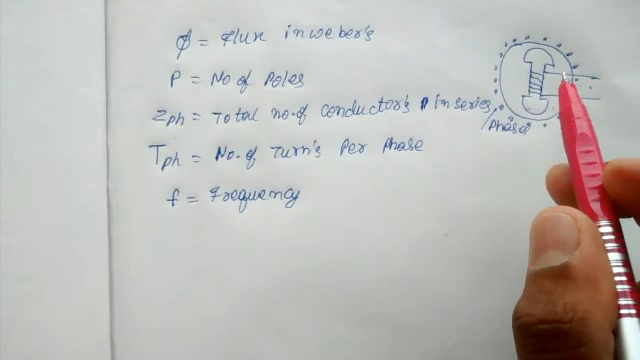 φ = Flux in weber's
P = No of Poles
Zph = Total no. of conductor's in series
/Phase
Tph = No. of Turn's Per Phase
f = Frequency